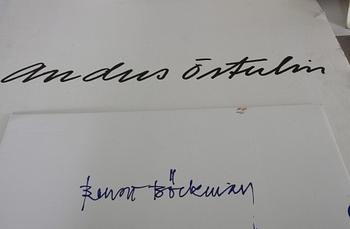 anders österlin
Bengt Böckman